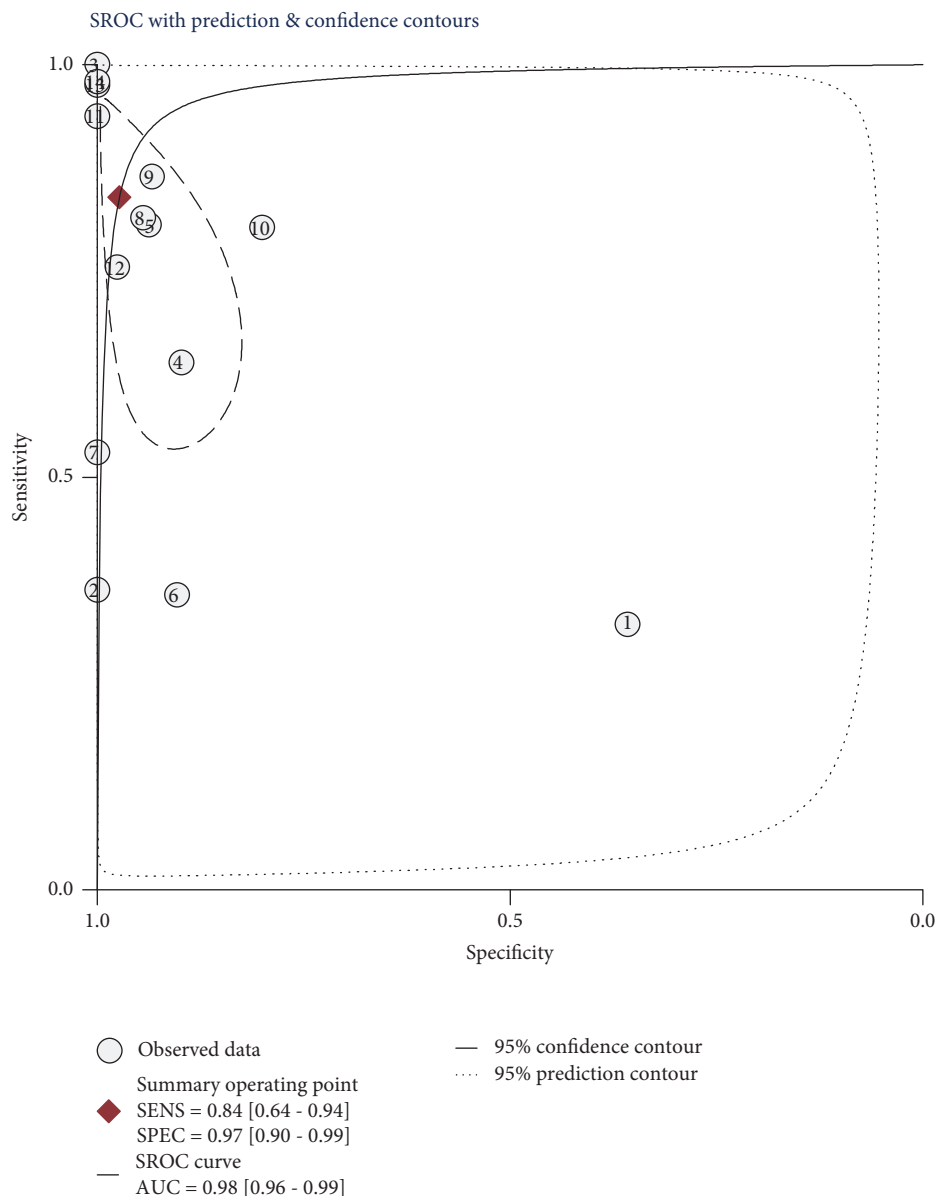 SROC with prediction & confidence contours
1.0
3
14
11
9
8
5
10
12
4
7
Sensitivity
0.5
2
6
1
0.0
1.0
0.5
0.0
Specificity
Observed data
Summary operating point
SENS = 0.84 [0.64 - 0.94]
SPEC = 0.97 [0.90 - 0.99]
SROC curve
AUC = 0.98 [0.96 - 0.99]
95% confidence contour
95% prediction contour